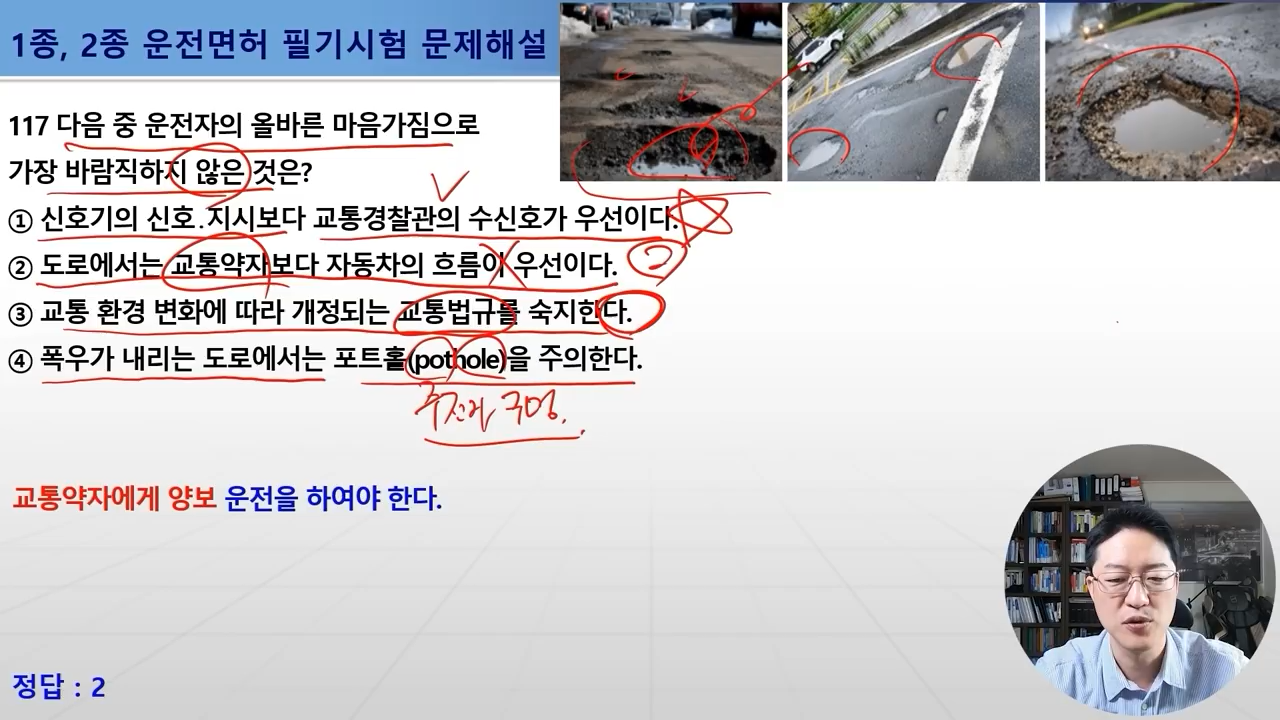 1종, 2종 운전면허 필기시험 문제해설
117 다음 중 운전자의 올바른 마음가짐으로
가장 바람직하지 않은 것은?
① 신호기의 신호.지시보다 교통경찰관의 수신호가 우선이다.
② 도로에서는 교통약자보다 자동차의 흐름이 우선이다.
②
③ 교통 환경 변화에 따라 개정되는 교통법규를 숙지한다.
④ 폭우가 내리는 도로에서는 포트홀(pothole)을 주의한다.
구멍.
교통약자에게 양보 운전을 하여야 한다.
정답 : 2